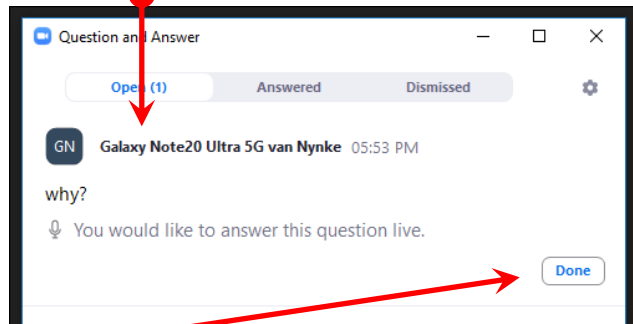 Question and Answer
Open (1) Answered Dismissed
GN Galaxy Note20 Ultra 5G van Nynke 05:53 PM
why?
You would like to answer this question live.
Done